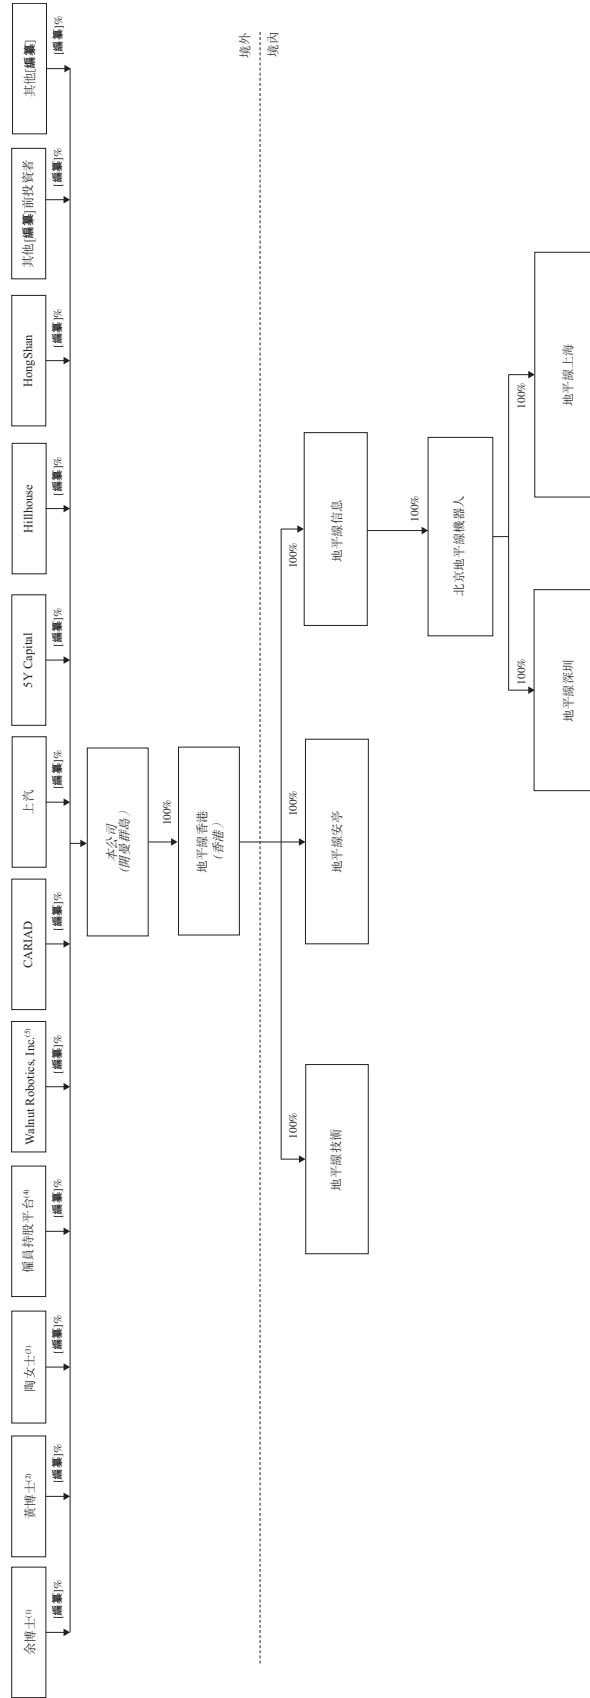 余博士⁽¹⁾
黃博士⁽²⁾
陶女士⁽³⁾
僱員持股平台⁽⁴⁾
Walnut Robotics, Inc.⁽⁵⁾
CARIAD
上汽
5Y Capital
Hillhouse
HongShan
其他[編纂]前投資者
其他[編纂]
[編纂]%
[編纂]%
[編纂]%
[編纂]%
[編纂]%
[編纂]%
[編纂]%
[編纂]%
[編纂]%
[編纂]%
[編纂]%
[編纂]%
本公司
(開曼群島)
100%
地平線香港
(香港)
境外
境內
100%
100%
100%
地平線技術
地平線安亭
地平線信息
100%
北京地平線機器人
100%
100%
地平線深圳
地平線上海